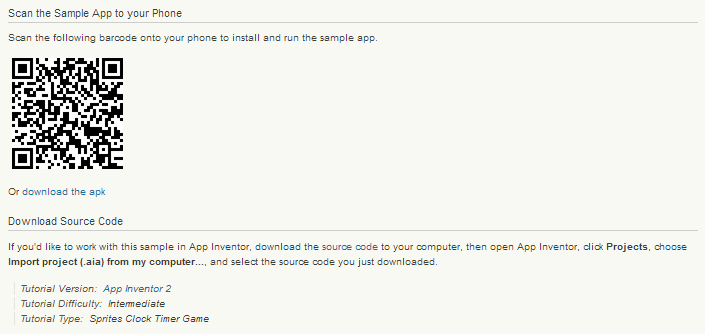 Scan the Sample App to your Phone
Scan the following barcode onto your phone to install and run the sample app.
Or download the apk
Download Source Code
If you'd like to work with this sample in App Inventor, download the source code to your computer, then open App Inventor, click Projects, choose
Import project (.aia) from my computer..., and select the source code you just downloaded.
Tutorial Version: App Inventor 2
Tutorial Difficulty: Intermediate
Tutorial Type: Sprites Clock Timer Game